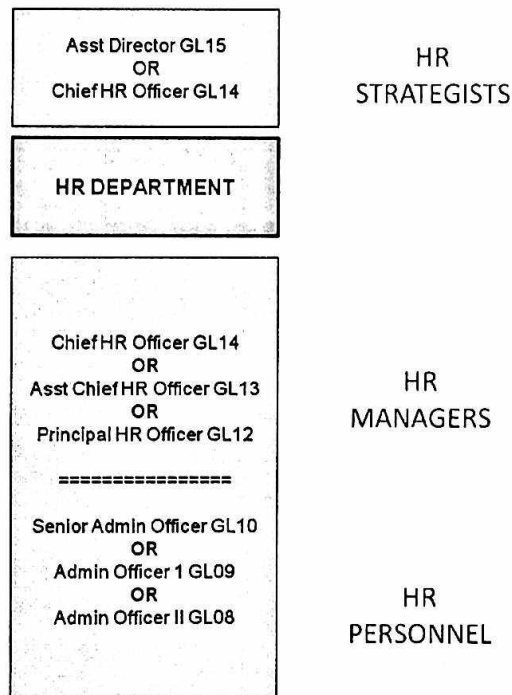 Asst Director GL15
OR
Chief HR Officer GL14
HR
STRATEGISTS
HR DEPARTMENT
Chief HR Officer GL14
OR
Asst Chief HR Officer GL13
OR
Principal HR Officer GL12
HR
MANAGERS
================
Senior Admin Officer GL10
OR
Admin Officer 1 GL09
OR
Admin Officer II GL08
HR
PERSONNEL